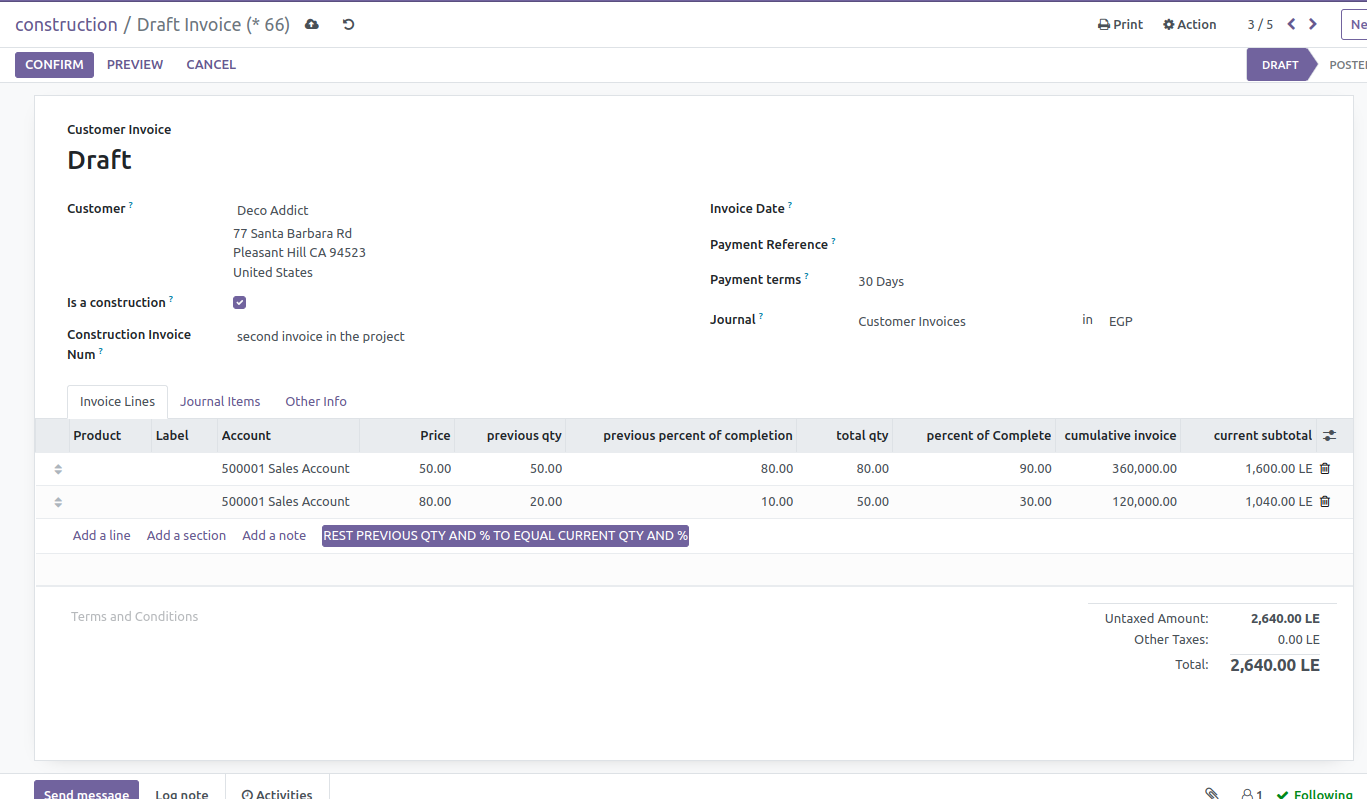 construction / Draft Invoice (* 66) Print Action 3 / 5 Ne
CONFIRM PREVIEW CANCEL DRAFT POSTE
Customer Invoice
Draft
Customer ? Deco Addict Invoice Date ?
77 Santa Barbara Rd
Pleasant Hill CA 94523 Payment Reference ?
United States Payment terms ? 30 Days
Is a construction ? Journal ? Customer Invoices in EGP
Construction Invoice Num ? second invoice in the project
Invoice Lines Journal Items Other Info
Product Label Account Price previous qty previous percent of completion total qty percent of Complete cumulative invoice current subtotal
500001 Sales Account 50.00 50.00 80.00 80.00 90.00 360,000.00 1,600.00 LE
500001 Sales Account 80.00 20.00 10.00 50.00 30.00 120,000.00 1,040.00 LE
Add a line Add a section Add a note REST PREVIOUS QTY AND % TO EQUAL CURRENT QTY AND %
Terms and Conditions
Untaxed Amount: 2,640.00 LE
Other Taxes: 0.00 LE
Total: 2,640.00 LE
Send message Log note Activities 1 Following